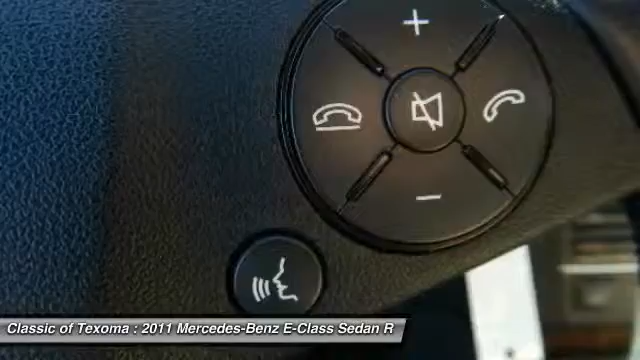 +
−
Classic of Texoma : 2011 Mercedes-Benz E-Class Sedan R